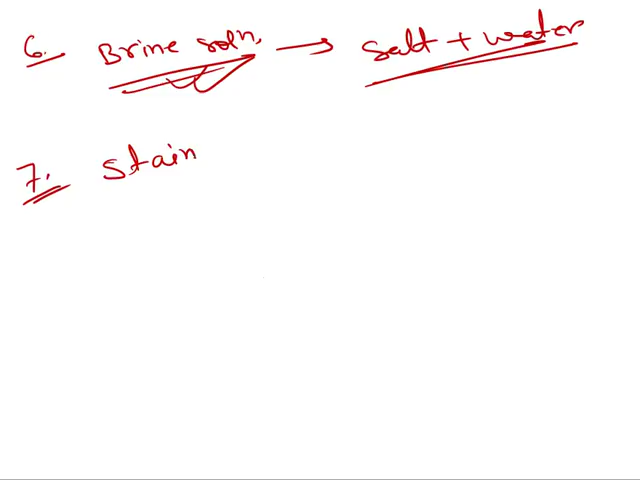 6. Brine soln. → salt + water
7. Stain